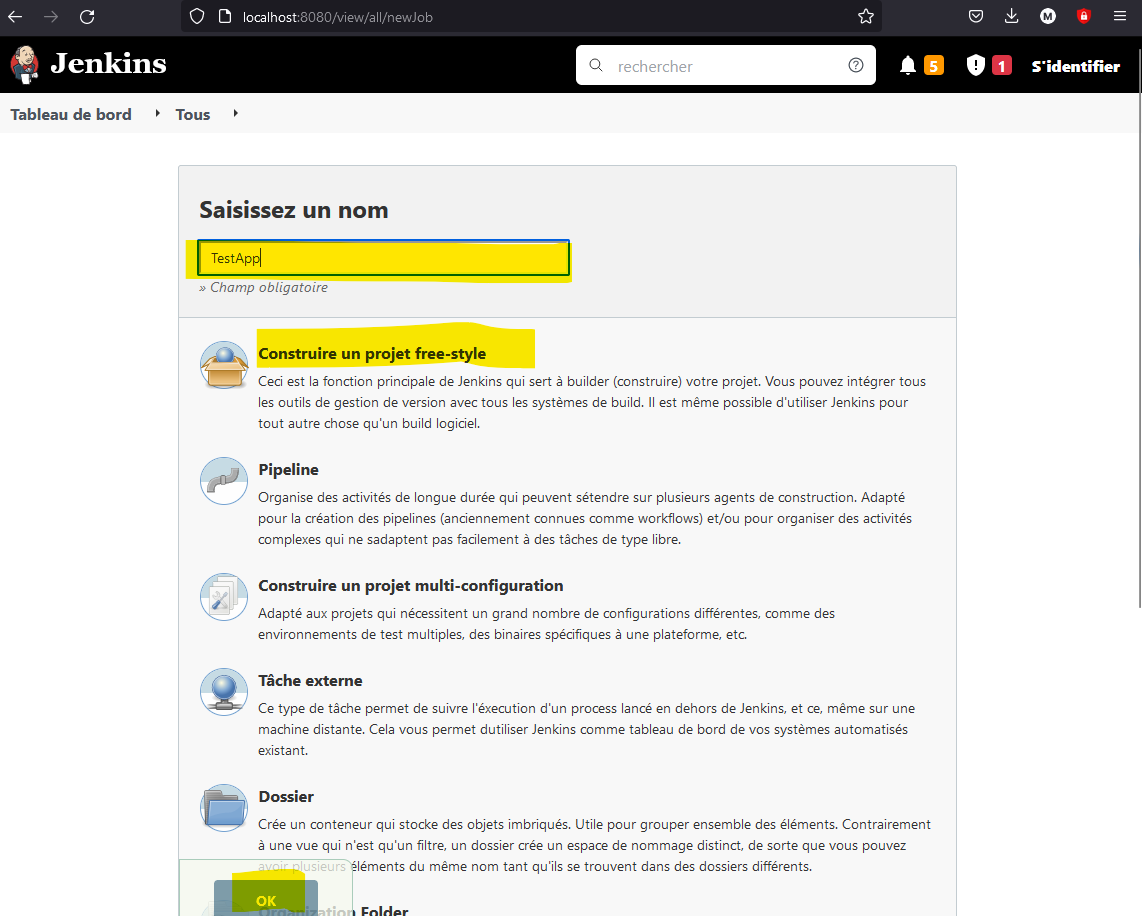 localhost:8080/view/all/newJob
M
Jenkins
rechercher
5
1
S'identifier
Tableau de bord
Tous
Saisissez un nom
TestApp
» Champ obligatoire
Construire un projet free-style
Ceci est la fonction principale de Jenkins qui sert à builder (construire) votre projet. Vous pouvez intégrer tous
les outils de gestion de version avec tous les systèmes de build. Il est même possible d'utiliser Jenkins pour
tout autre chose qu'un build logiciel.
Pipeline
Organise des activités de longue durée qui peuvent sétendre sur plusieurs agents de construction. Adapté
pour la création des pipelines (anciennement connues comme workflows) et/ou pour organiser des activités
complexes qui ne sadaptent pas facilement à des tâches de type libre.
Construire un projet multi-configuration
Adapté aux projets qui nécessitent un grand nombre de configurations différentes, comme des
environnements de test multiples, des binaires spécifiques à une plateforme, etc.
Tâche externe
Ce type de tâche permet de suivre l'éxecution d'un process lancé en dehors de Jenkins, et ce, même sur une
machine distante. Cela vous permet dutiliser Jenkins comme tableau de bord de vos systèmes automatisés
existant.
Dossier
Crée un conteneur qui stocke des objets imbriqués. Utile pour grouper ensemble des éléments. Contrairement
à une vue qui n'est qu'un filtre, un dossier crée un espace de nommage distinct, de sorte que vous pouvez
avoir plusieurs éléments du même nom tant qu'ils se trouvent dans des dossiers différents.
OK
Organization Folder